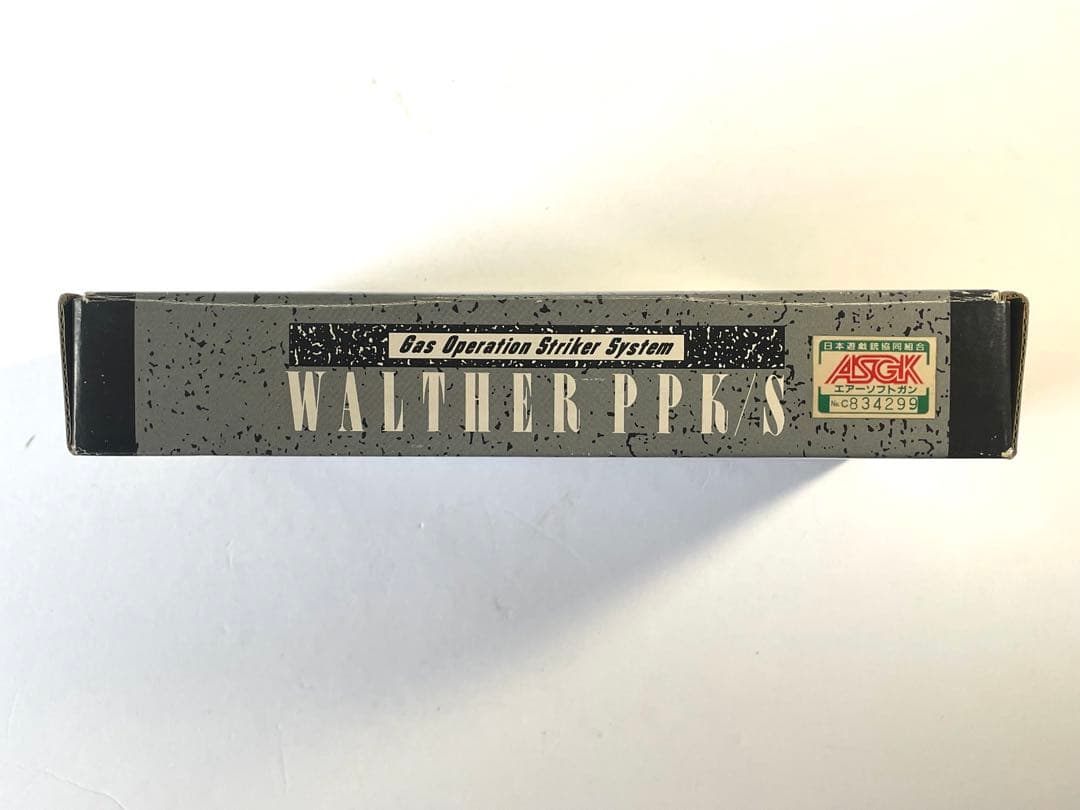 Gas Operation Striker System
WALTHER PPK/S
日本遊戯銃協同組合
ASGK
エアーソフトガン
No.C834299